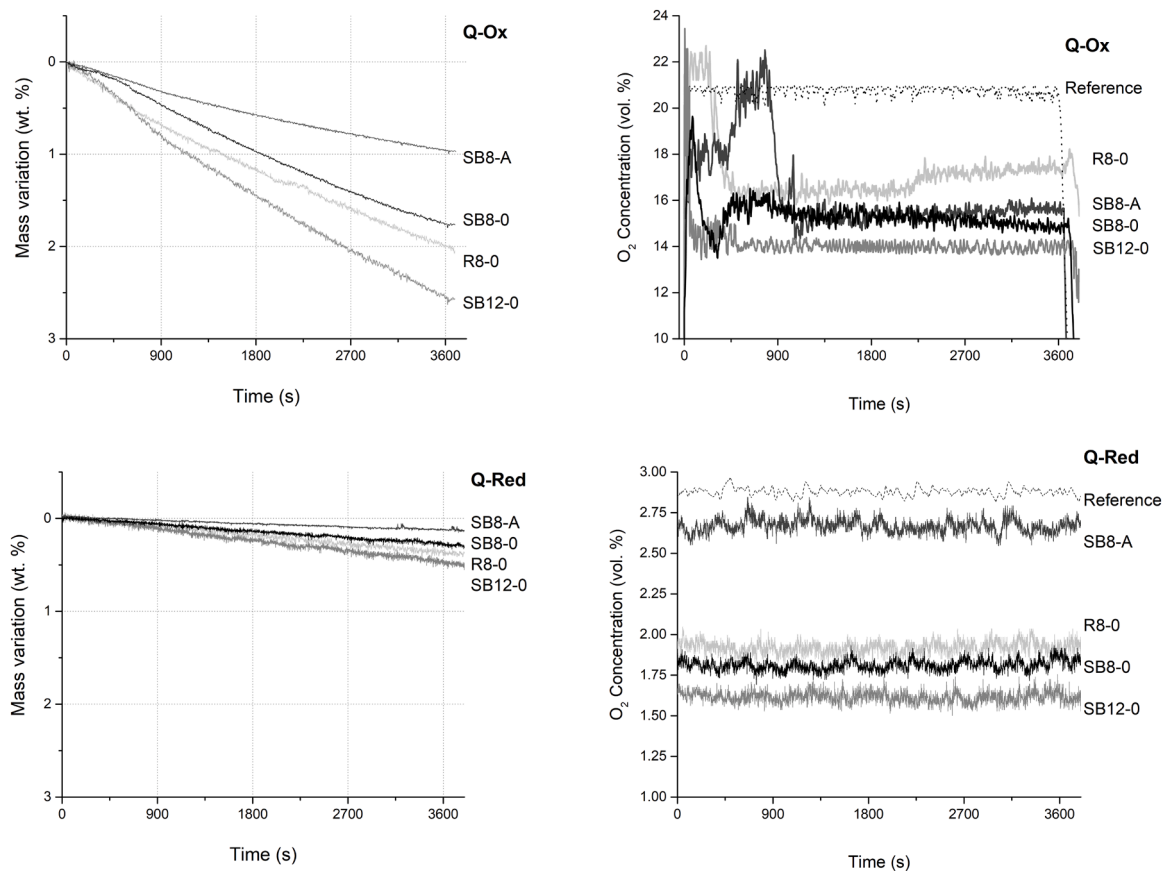 Q-Ox
Mass variation (wt. %)
0
1
2
3
SB8-A
SB8-0
R8-0
SB12-0
0 900 1800 2700 3600
Time (s)
Q-Ox
O2 Concentration (vol. %)
24
22
20
18
16
14
12
10
Reference
R8-0
SB8-A
SB8-0
SB12-0
0 900 1800 2700 3600
Time (s)
Q-Red
Mass variation (wt. %)
0
1
2
3
SB8-A
SB8-0
R8-0
SB12-0
0 900 1800 2700 3600
Time (s)
Q-Red
O2 Concentration (vol. %)
3.00
2.75
2.50
2.25
2.00
1.75
1.50
1.25
1.00
Reference
SB8-A
R8-0
SB8-0
SB12-0
0 900 1800 2700 3600
Time (s)